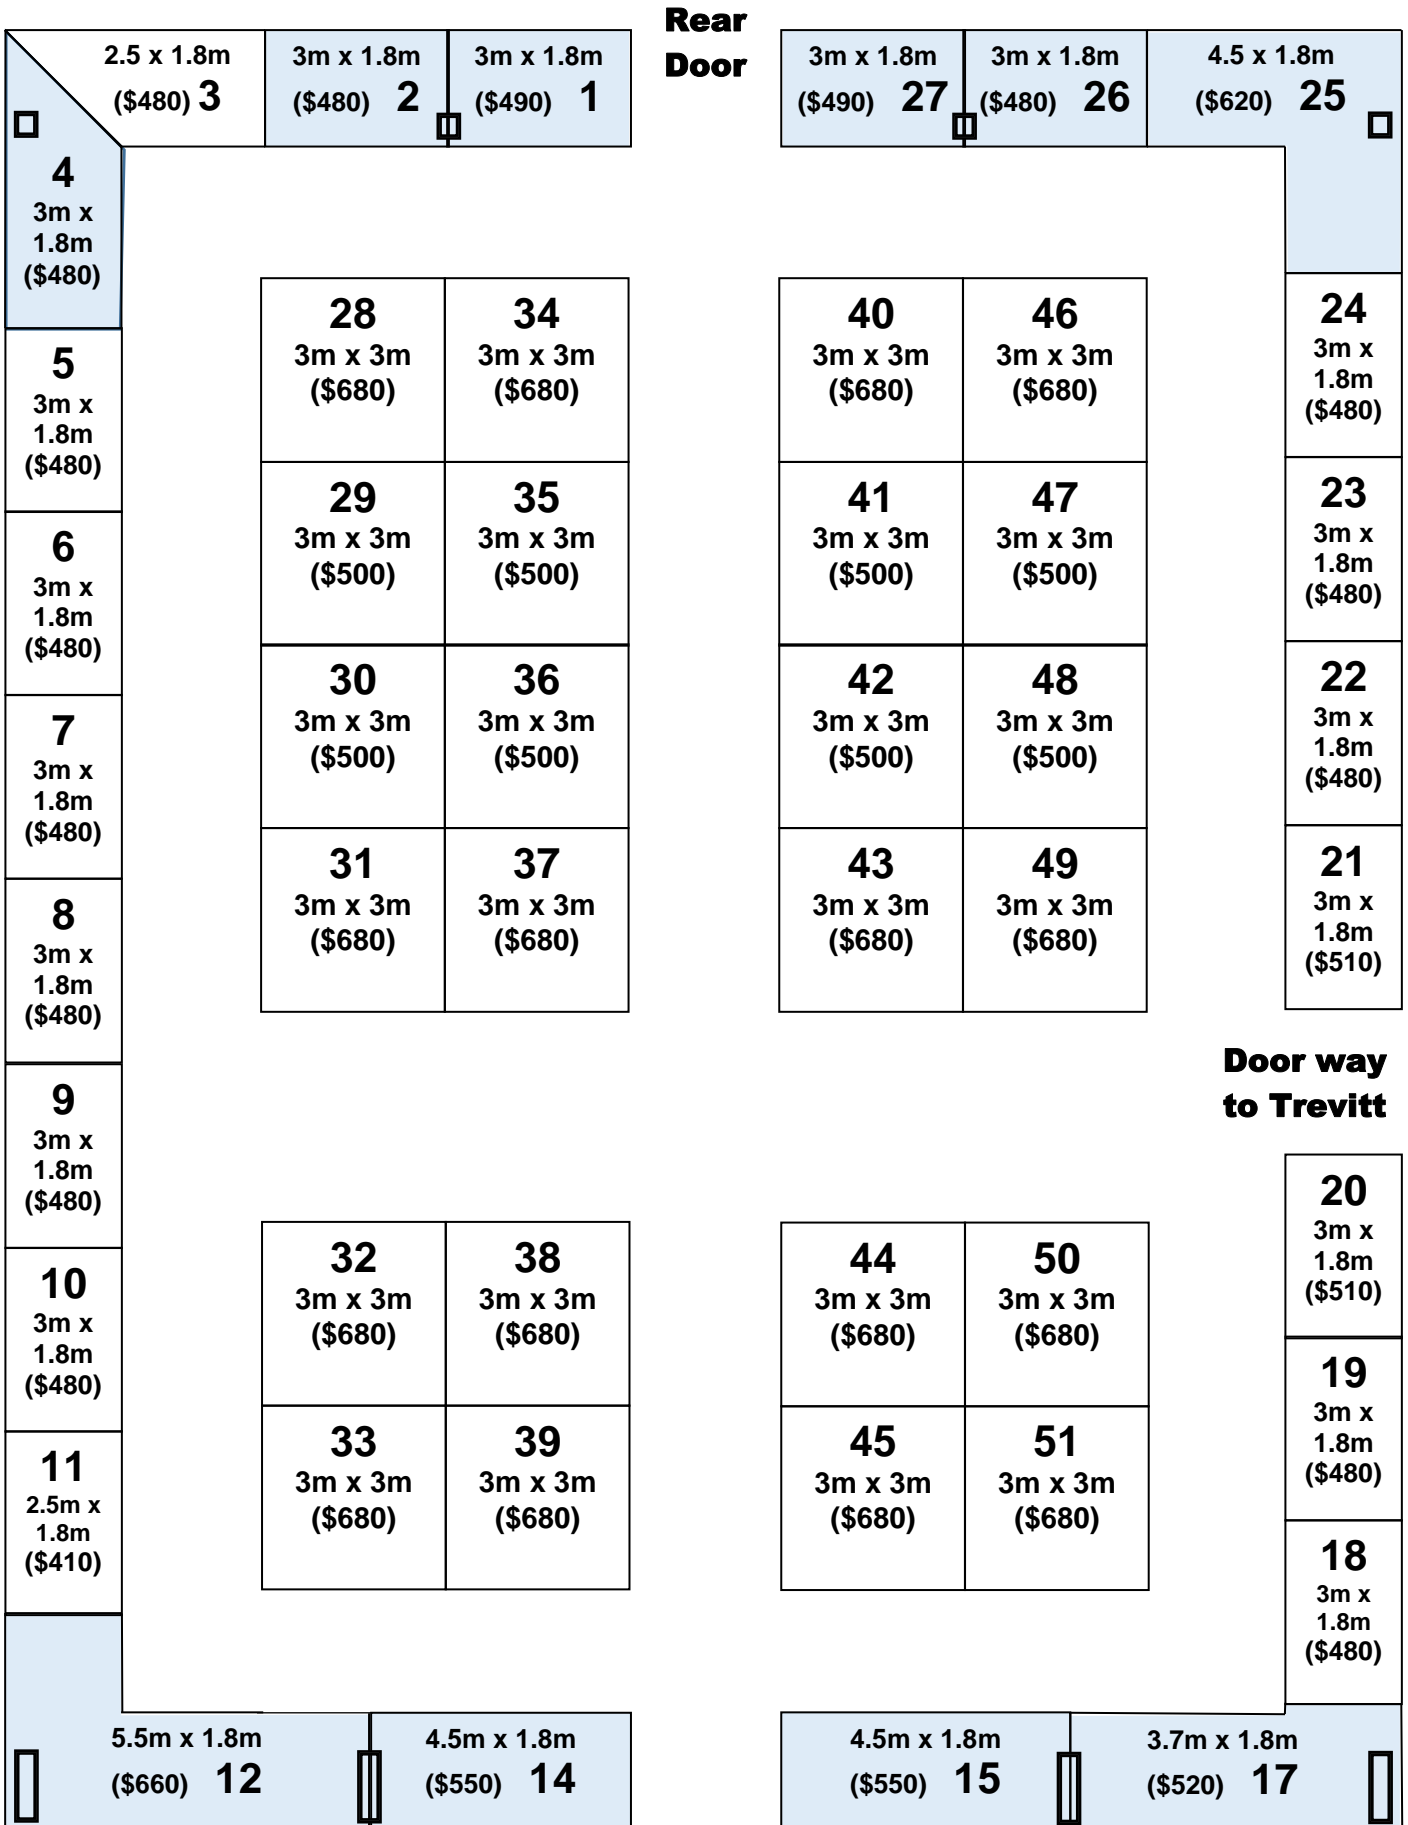 Rear
Door
2.5 x 1.8m
($480) 3
3m x 1.8m
($480) 2
3m x 1.8m
($490) 1
3m x 1.8m
($490) 27
3m x 1.8m
($480) 26
4.5 x 1.8m
($620) 25
4
3m x
1.8m
($480)
5
3m x
1.8m
($480)
6
3m x
1.8m
($480)
7
3m x
1.8m
($480)
8
3m x
1.8m
($480)
9
3m x
1.8m
($480)
10
3m x
1.8m
($480)
11
2.5m x
1.8m
($410)
28
3m x 3m
($680)
34
3m x 3m
($680)
29
3m x 3m
($500)
35
3m x 3m
($500)
30
3m x 3m
($500)
36
3m x 3m
($500)
31
3m x 3m
($680)
37
3m x 3m
($680)
40
3m x 3m
($680)
46
3m x 3m
($680)
41
3m x 3m
($500)
47
3m x 3m
($500)
42
3m x 3m
($500)
48
3m x 3m
($500)
43
3m x 3m
($680)
49
3m x 3m
($680)
24
3m x
1.8m
($480)
23
3m x
1.8m
($480)
22
3m x
1.8m
($480)
21
3m x
1.8m
($510)
Door way
to Trevitt
32
3m x 3m
($680)
38
3m x 3m
($680)
33
3m x 3m
($680)
39
3m x 3m
($680)
44
3m x 3m
($680)
50
3m x 3m
($680)
45
3m x 3m
($680)
51
3m x 3m
($680)
20
3m x
1.8m
($510)
19
3m x
1.8m
($480)
18
3m x
1.8m
($480)
5.5m x 1.8m
($660) 12
4.5m x 1.8m
($550) 14
4.5m x 1.8m
($550) 15
3.7m x 1.8m
($520) 17